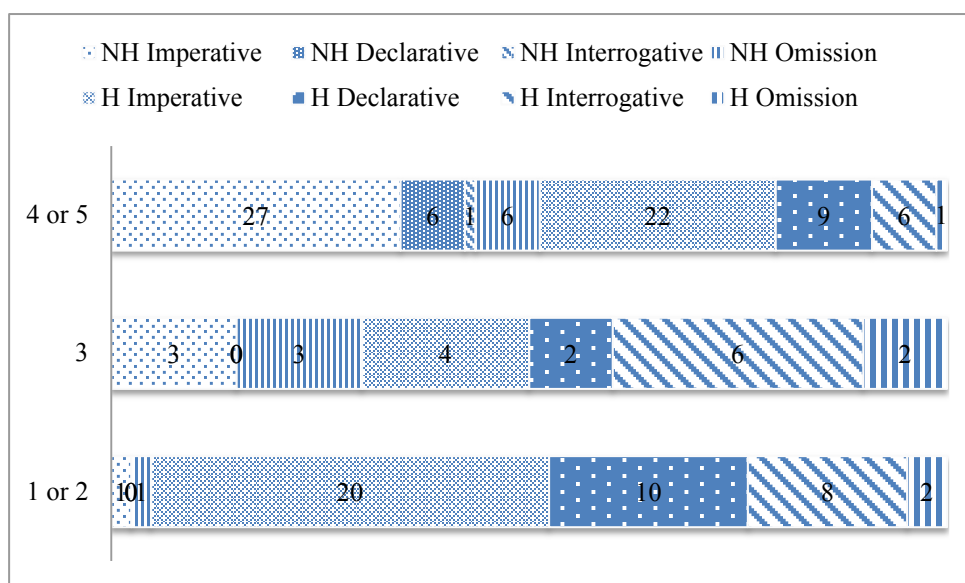 NH Imperative NH Declarative NH Interrogative NH Omission
H Imperative H Declarative H Interrogative H Omission
4 or 5 27 6 1 6 22 9 6 1
3 3 0 3 4 2 6 2
1 or 2 1 0 1 20 10 8 2